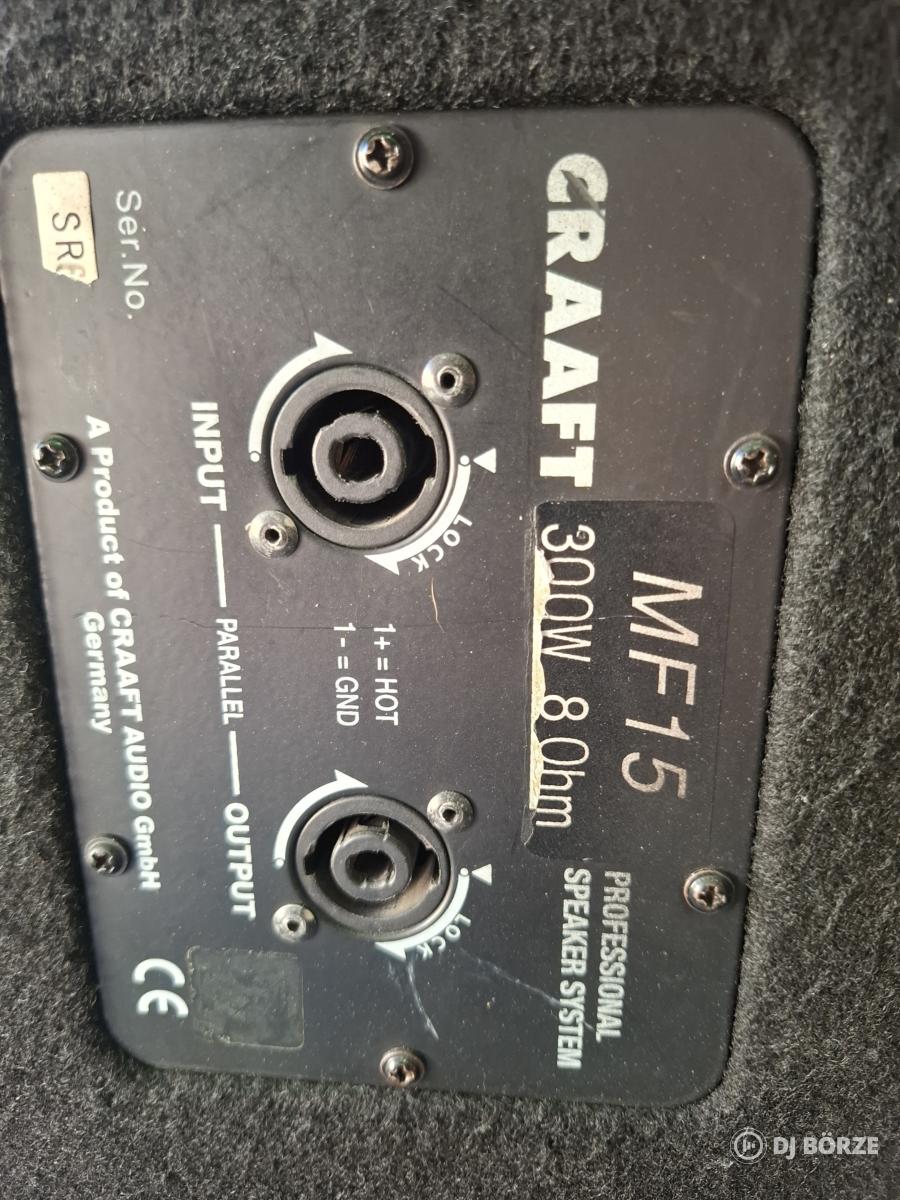 CRAAFT
MF15
300W 8 Ohm
PROFESSIONAL
SPEAKER SYSTEM
LOCK
LOCK
1+ = HOT
1- = GND
INPUT — PARALLEL — OUTPUT
Ser.No.
A Product of CRAAFT AUDIO GmbH
Germany
CE
DJ BÖRZE